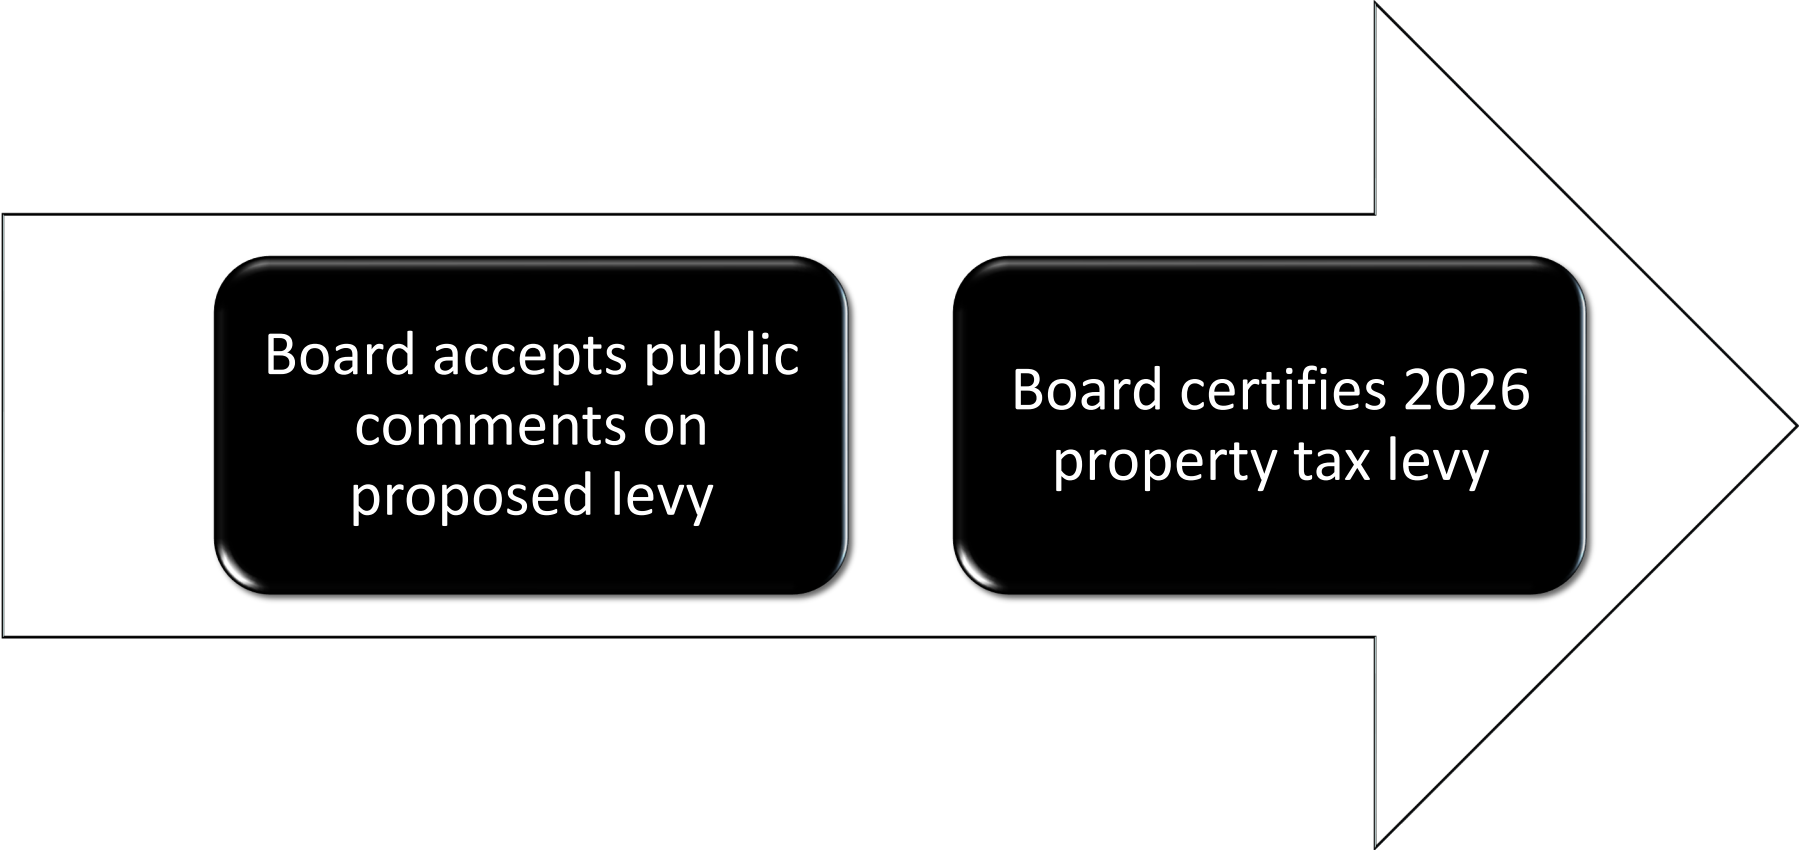 Board accepts public
comments on
proposed levy
Board certifies 2026
property tax levy